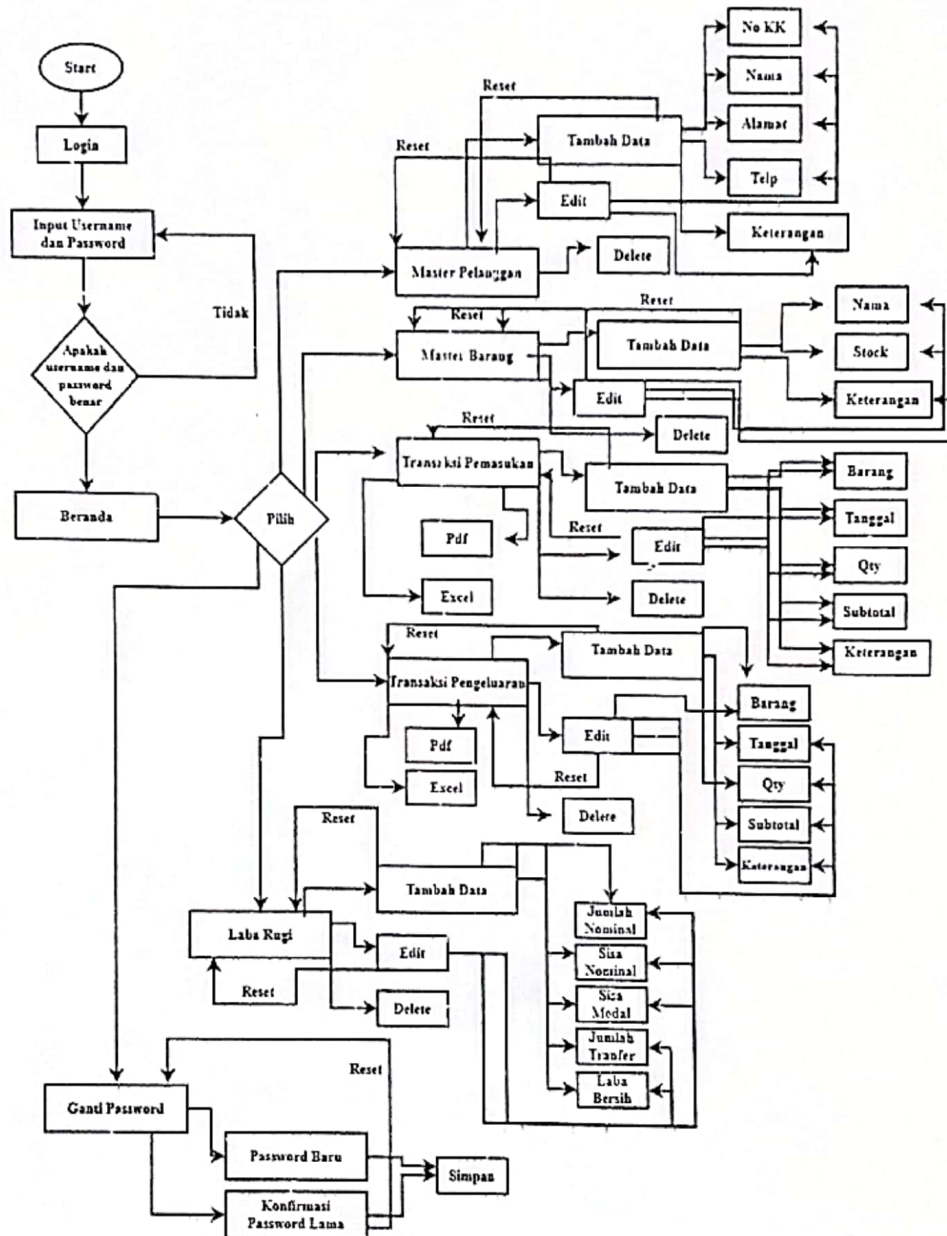 Start
Login
Input Username
dan Password
Tidak
Apakah
username dan
password
benar
Beranda
Pilih
Reset
Reset
Tambah Data
Edit
Master Pelanggan
Delete
No KK
Nama
Alamat
Telp
Keterangan
Reset
Reset
Master Barang
Tambah Data
Edit
Delete
Nama
Stock
Keterangan
Reset
Transaksi Pemasukan
Tambah Data
Pdf
Reset
Edit
Excel
Delete
Barang
Tanggal
Qty
Subtotal
Keterangan
Reset
Tambah Data
Transaksi Pengeluaran
Edit
Pdf
Reset
Excel
Delete
Barang
Tanggal
Qty
Subtotal
Keterangan
Reset
Tambah Data
Laba Rugi
Edit
Reset
Delete
Jumlah
Nominal
Sisa
Nominal
Sisa
Modal
Jumlah
Tranfer
Laba
Bersih
Reset
Ganti Password
Password Baru
Simpan
Konfirmasi
Password Lama